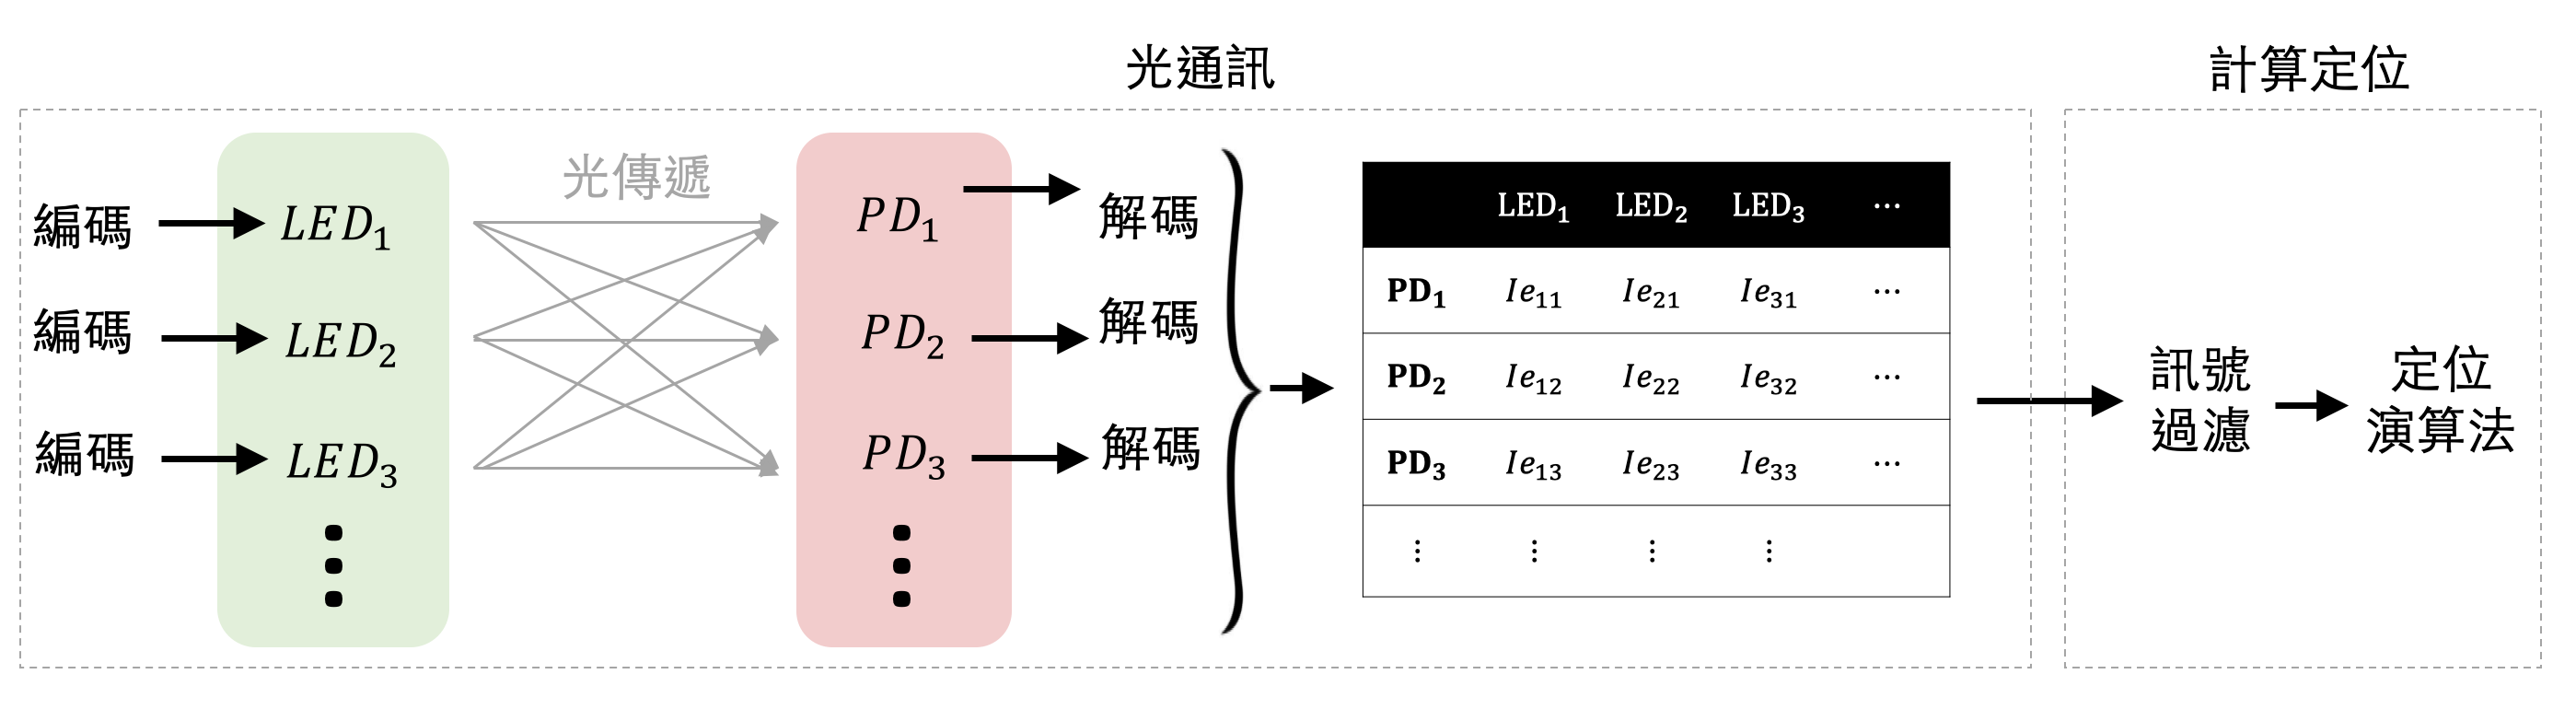 光通訊
計算定位
光傳遞
編碼 LED₁ PD₁ 解碼
編碼 LED₂ PD₂ 解碼
編碼 LED₃ PD₃ 解碼
⋮ ⋮
LED₁ LED₂ LED₃ ⋯
PD₁ Ie₁₁ Ie₂₁ Ie₃₁ ⋯
PD₂ Ie₁₂ Ie₂₂ Ie₃₂ ⋯
PD₃ Ie₁₃ Ie₂₃ Ie₃₃ ⋯
⋮ ⋮ ⋮ ⋮
訊號
過濾
定位
演算法